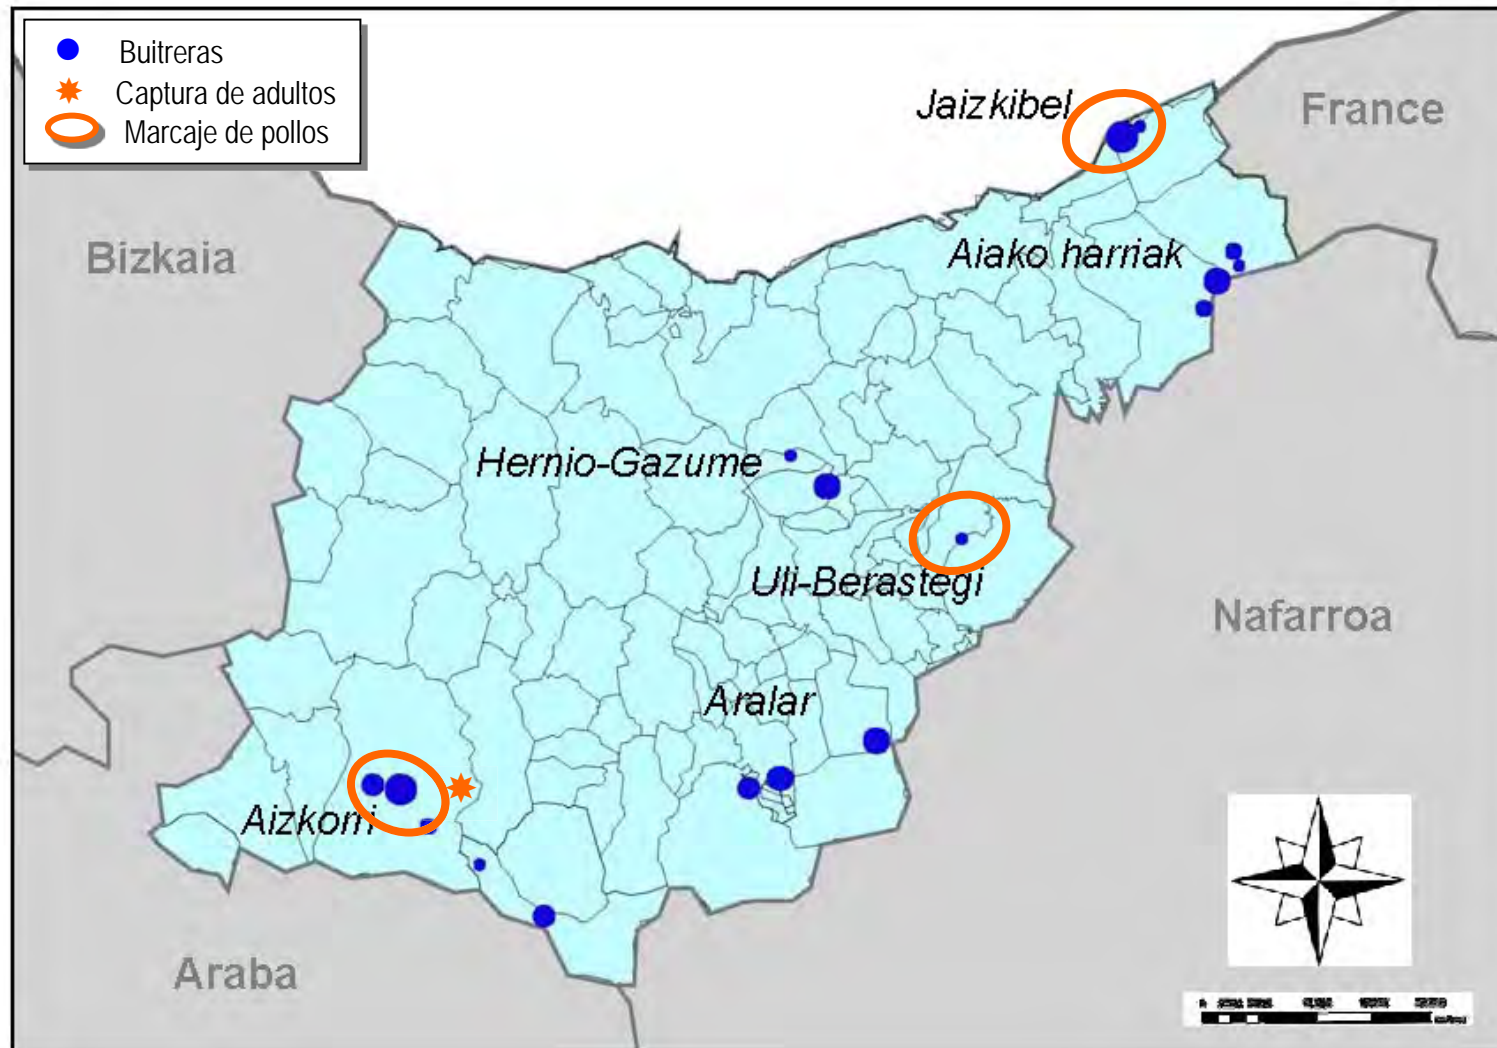 Buitreras
Captura de adultos
Marcaje de pollos
Jaizkibel
France
Bizkaia
Aiako harriak
Hernio-Gazume
Uli-Berastegi
Nafarroa
Aralar
Aizkorri
Araba